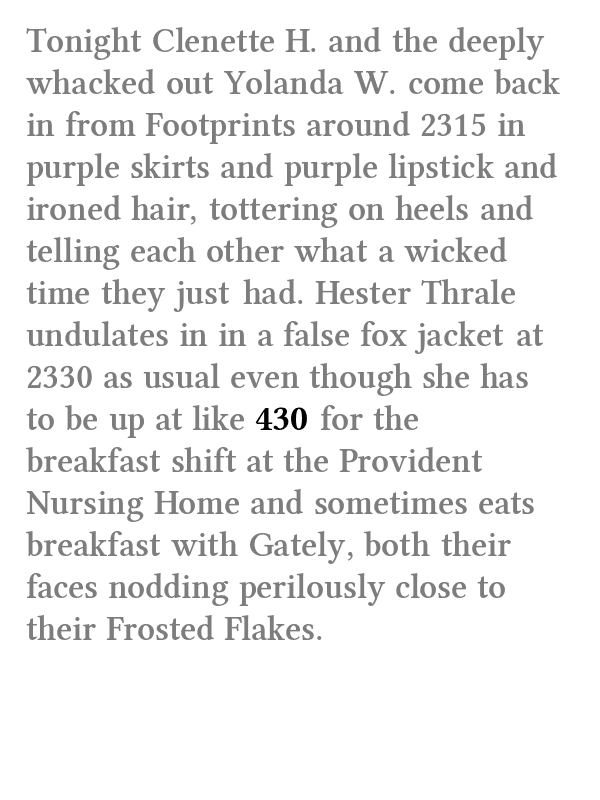 Tonight Clenette H. and the deeply
whacked out Yolanda W. come back
in from Footprints around 2315 in
purple skirts and purple lipstick and
ironed hair, tottering on heels and
telling each other what a wicked
time they just had. Hester Thrale
undulates in in a false fox jacket at
2330 as usual even though she has
to be up at like 430 for the
breakfast shift at the Provident
Nursing Home and sometimes eats
breakfast with Gately, both their
faces nodding perilously close to
their Frosted Flakes.